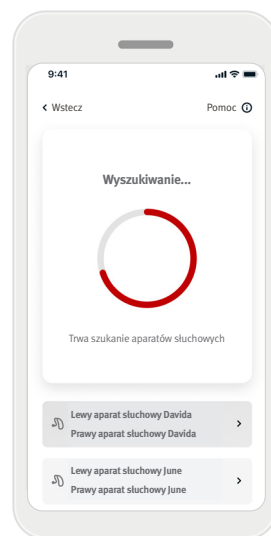 9:41
Wstecz Pomoc
Wyszukiwanie...
Trwa szukanie aparatów słuchowych
Lewy aparat słuchowy Davida
Prawy aparat słuchowy Davida
Lewy aparat słuchowy June
Prawy aparat słuchowy June